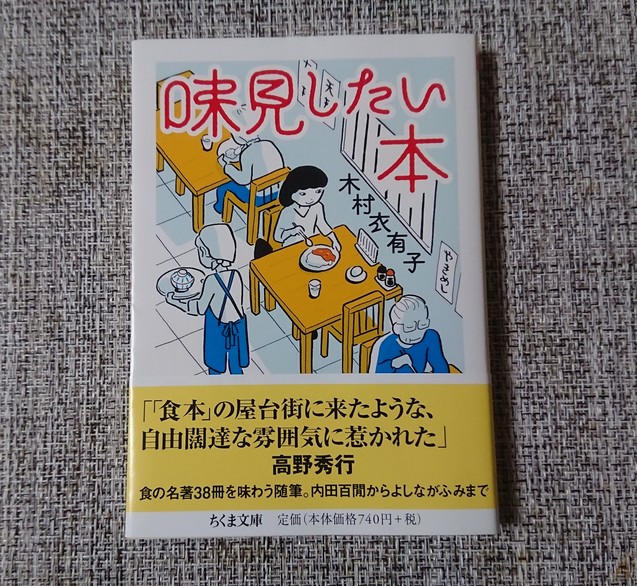 味見したい
本
木村衣有子
やきめし
「「食本」の屋台街に来たような、
自由闊達な雰囲気に惹かれた」
高野秀行
食の名著38冊を味わう随筆。内田百閒からよしながふみまで
ちくま文庫 定価(本体価格740円+税)